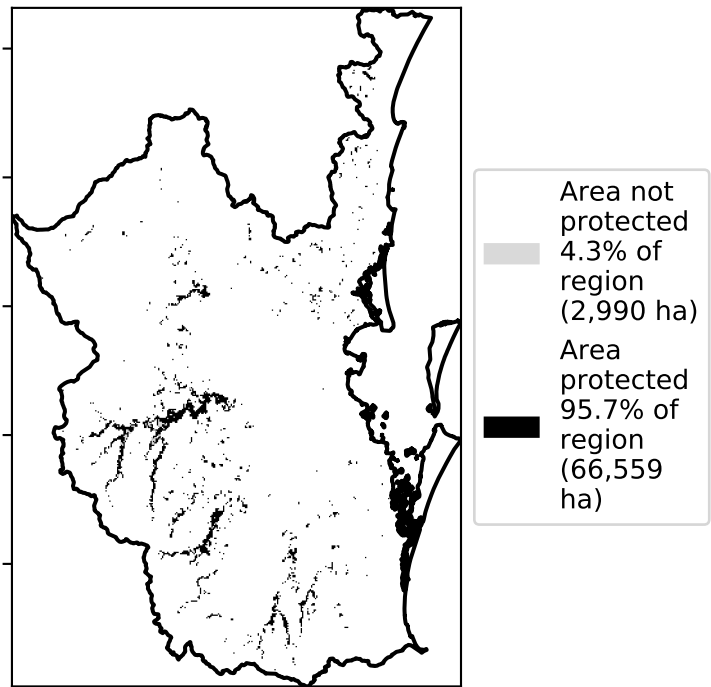 Area not
protected
4.3% of
region
(2,990 ha)
Area
protected
95.7% of
region
(66,559
ha)